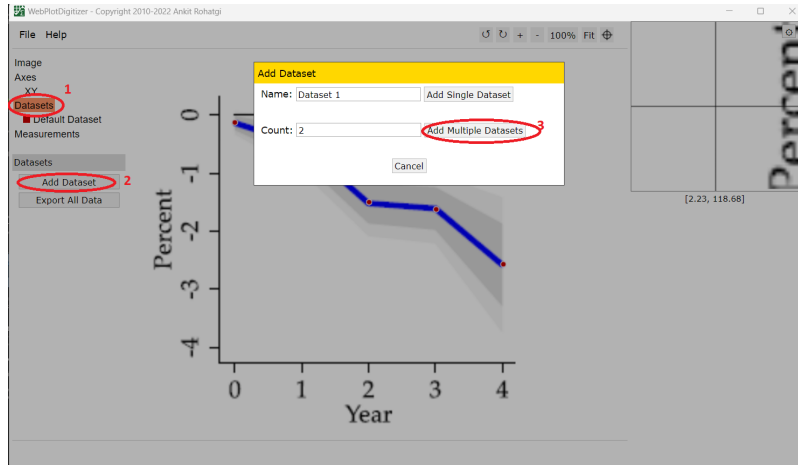 WebPlotDigitizer - Copyright 2010-2022 Ankit Rohatgi
File Help
+ - 100% Fit
Image
Axes
XY
1
Datasets
Default Dataset
Measurements
Datasets
Add Dataset
2
Export All Data
Add Dataset
Name: Dataset 1 Add Single Dataset
Count: 2 Add Multiple Datasets
3
Cancel
Percent
[2.23, 118.68]
Percent
0
-1
-2
-3
-4
0 1 2 3 4
Year